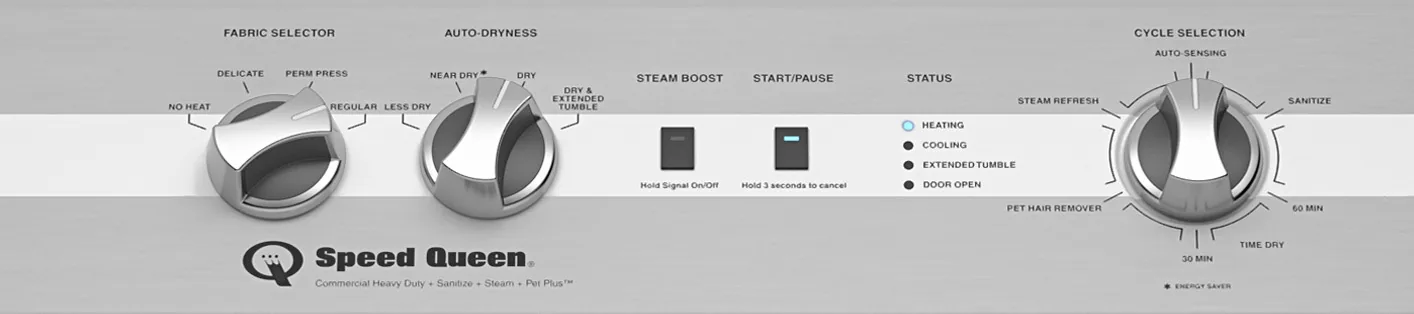 FABRIC SELECTOR
DELICATE
PERM PRESS
NO HEAT
REGULAR
AUTO-DRYNESS
NEAR DRY*
DRY
LESS DRY
DRY &
EXTENDED
TUMBLE
STEAM BOOST
Hold Signal On/Off
START/PAUSE
Hold 3 seconds to cancel
STATUS
HEATING
COOLING
EXTENDED TUMBLE
DOOR OPEN
CYCLE SELECTION
AUTO-SENSING
STEAM REFRESH
SANITIZE
PET HAIR REMOVER
60 MIN
TIME DRY
30 MIN
* ENERGY SAVER
Speed Queen®
Commercial Heavy Duty + Sanitize + Steam + Pet Plus™